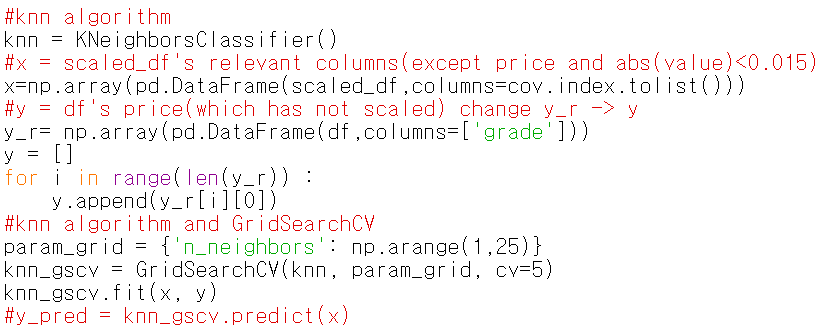 #knn algorithm
knn = KNeighborsClassifier()
#x = scaled_df's relevant columns(except price and abs(value)<0.015)
x=np.array(pd.DataFrame(scaled_df,columns=cov.index.tolist()))
#y = df's price(which has not scaled) change y_r -> y
y_r= np.array(pd.DataFrame(df,columns=['grade']))
y = []
for i in range(len(y_r)) :
    y.append(y_r[i][0])
#knn algorithm and GridSearchCV
param_grid = {'n_neighbors': np.arange(1,25)}
knn_gscv = GridSearchCV(knn, param_grid, cv=5)
knn_gscv.fit(x, y)
#y_pred = knn_gscv.predict(x)